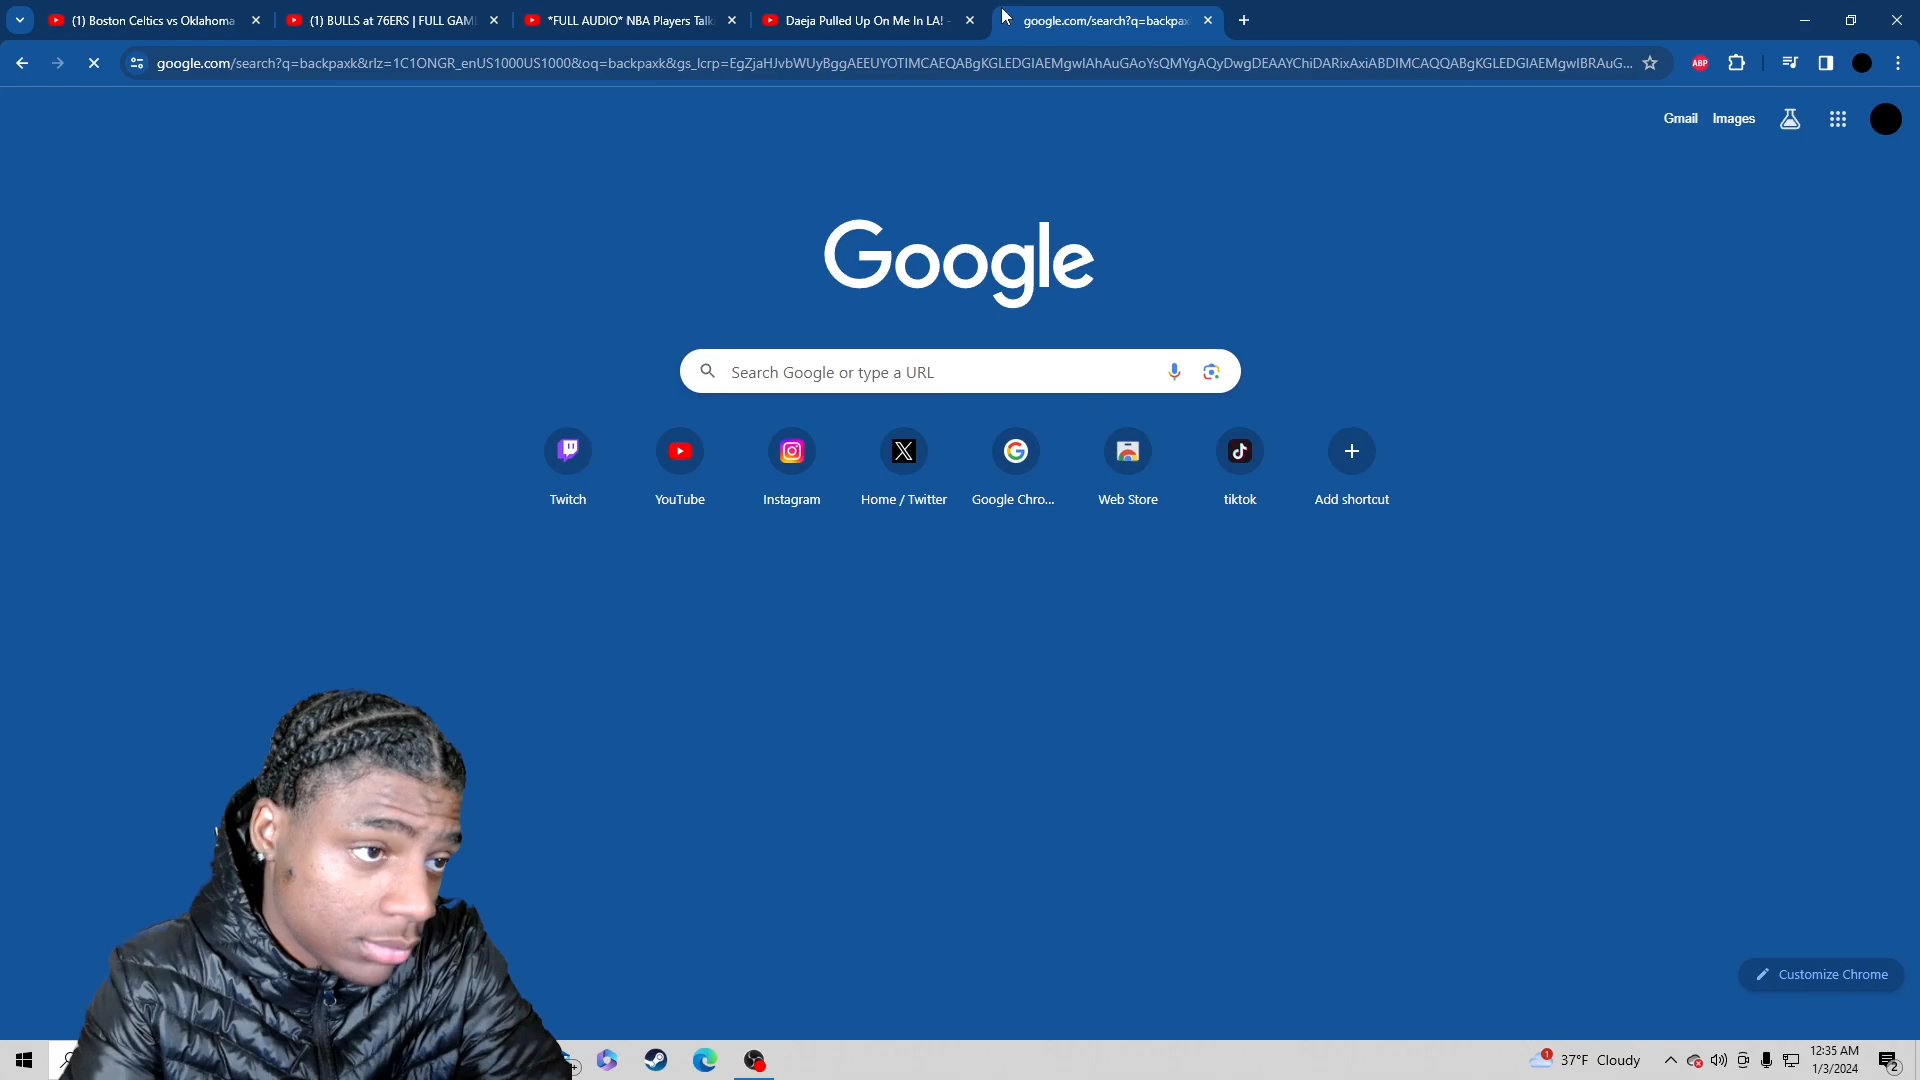 (1) Boston Celtics vs Oklahoma
(1) BULLS at 76ERS | FULL GAM
*FULL AUDIO* NBA Players Talk
Daeja Pulled Up On Me In LA! -
google.com/search?q=backpax
google.com/search?q=backpaxk&rlz=1C1ONGR_enUS1000US1000&oq=backpaxk&gs_lcrp=EgZjaHJvbWUyBggAEEUYOTIMCAEQABgKGLEDGIAEMgwIAhAuGAoYsQMYgAQyDwgDEAAYChiDARixAxiABDIMCAQQABgKGLEDGIAEMgwIBRAuG...
ABP
Gmail Images
Google
Search Google or type a URL
Twitch YouTube Instagram Home / Twitter Google Chro... Web Store tiktok Add shortcut
Customize Chrome
1 37°F Cloudy
12:35 AM
1/3/2024
2